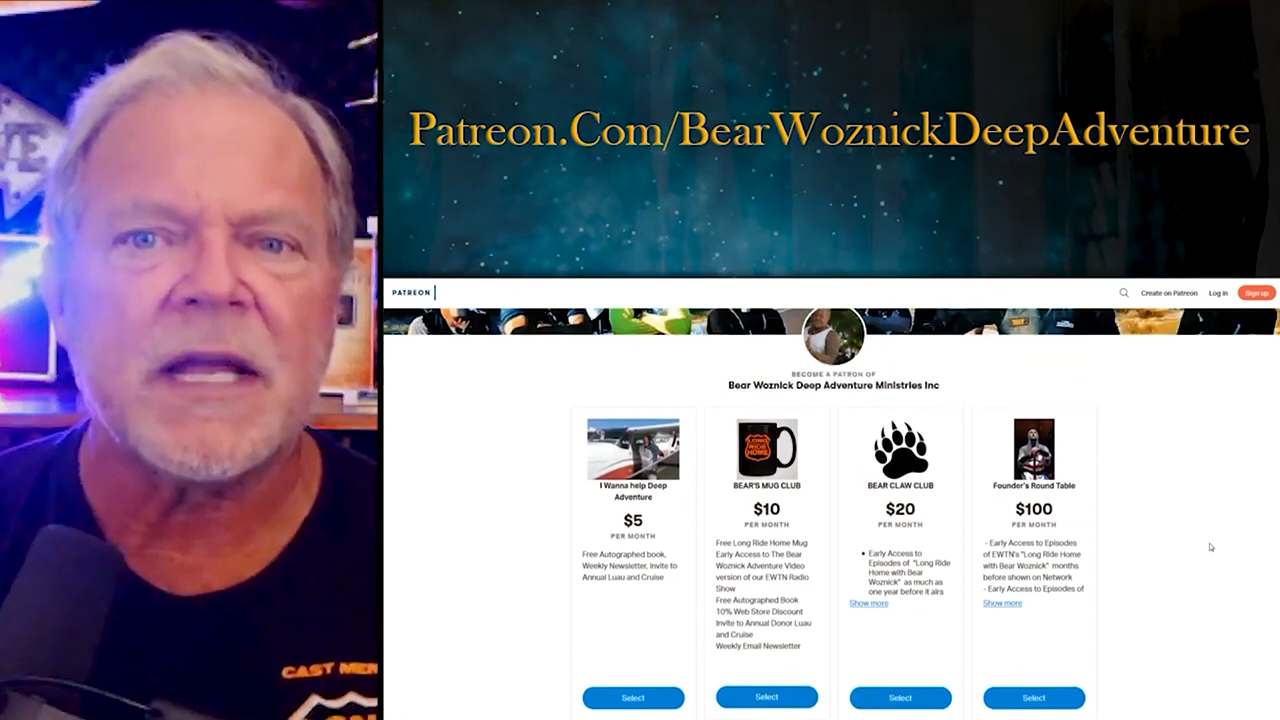 Patreon.Com/BearWoznickDeepAdventure
PATREON
Create on Patreon
Log in
Sign up
BECOME A PATRON OF
Bear Woznick Deep Adventure Ministries Inc
I Wanna help Deep
Adventure
$5
PER MONTH
Free Autographed book,
Weekly Newsletter, Invite to
Annual Luau and Cruise
Select
LONG
RIDE
HOME
BEAR'S MUG CLUB
$10
PER MONTH
Free Long Ride Home Mug
Early Access to The Bear
Woznick Adventure Video
version of our EWTN Radio
Show
Free Autographed Book
10% Web Store Discount
Invite to Annual Donor Luau
and Cruise
Weekly Email Newsletter
Select
BEAR CLAW CLUB
$20
PER MONTH
• Early Access to
Episodes of "Long Ride
Home with Bear
Woznick" as much as
one year before it airs
Show more
Select
Founder's Round Table
$100
PER MONTH
- Early Access to Episodes
of EWTN's "Long Ride Home
with Bear Woznick" months
before shown on Network
- Early Access to Episodes of
Show more
Select
CAST MEM